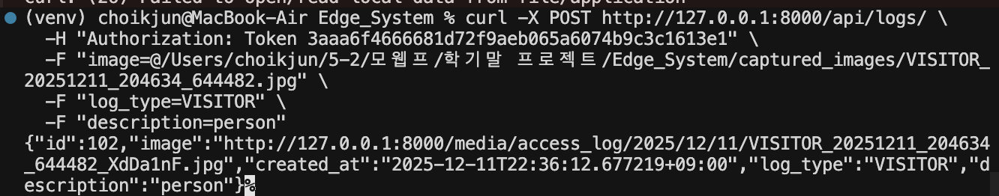 curl: (26) Failed to open/read local data from file/application
(venv) choikjun@MacBook-Air Edge_System % curl -X POST http://127.0.0.1:8000/api/logs/ \
  -H "Authorization: Token 3aaa6f4666681d72f9aeb065a6074b9c3c1613e1" \
  -F "image=@/Users/choikjun/5-2/모웹프/학기말 프로젝트/Edge_System/captured_images/VISITOR_
20251211_204634_644482.jpg" \
  -F "log_type=VISITOR" \
  -F "description=person"
{"id":102,"image":"http://127.0.0.1:8000/media/access_log/2025/12/11/VISITOR_20251211_204634
_644482_XdDa1nF.jpg","created_at":"2025-12-11T22:36:12.677219+09:00","log_type":"VISITOR","d
escription":"person"}%